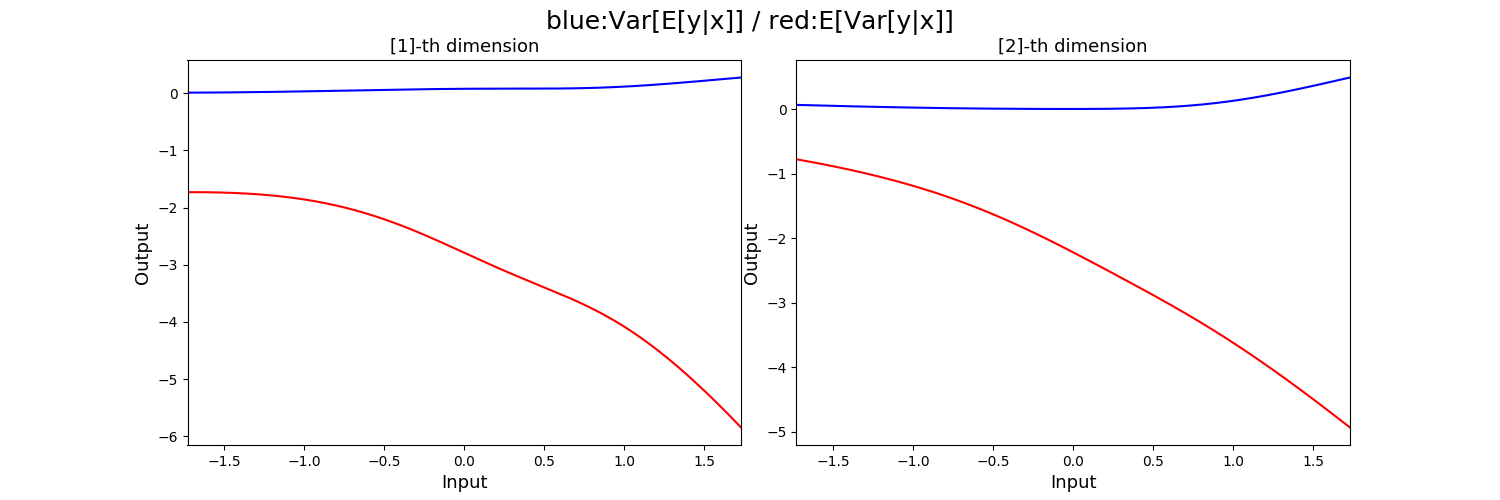 blue:Var[E[y|x]] / red:E[Var[y|x]]
[1]-th dimension
0
−1
−2
−3
−4
−5
−6
Output
−1.5 −1.0 −0.5 0.0 0.5 1.0 1.5
Input
[2]-th dimension
0
−1
−2
−3
−4
−5
Output
−1.5 −1.0 −0.5 0.0 0.5 1.0 1.5
Input